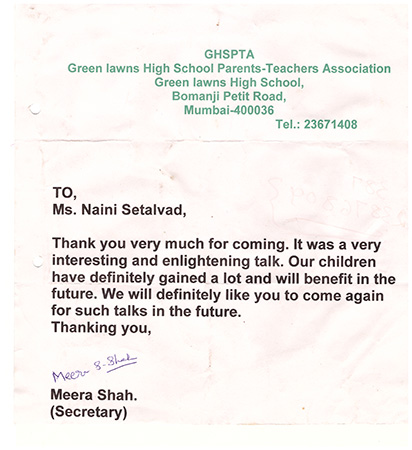 GHSPTA
Green lawns High School Parents-Teachers Association
Green lawns High School,
Bomanji Petit Road,
Mumbai-400036
Tel.: 23671408
TO,
Ms. Naini Setalvad,
Thank you very much for coming. It was a very
interesting and enlightening talk. Our children
have definitely gained a lot and will benefit in the
future. We will definitely like you to come again
for such talks in the future.
Thanking you,
Meera S. Shah
Meera Shah.
(Secretary)